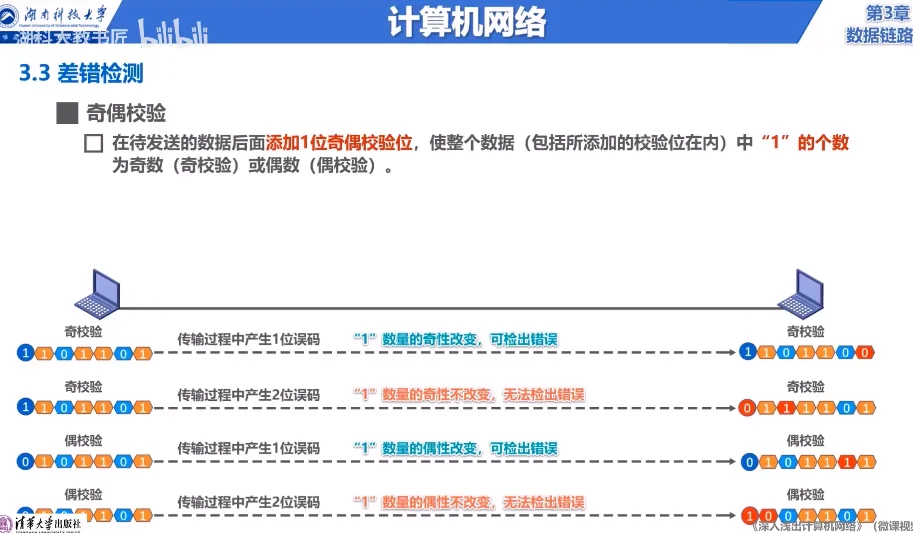 湖南科技大学
Hunan University of Science and Technology
湖科大教书匠 bilibili
计算机网络
第3章
数据链路
3.3 差错检测
奇偶校验
在待发送的数据后面添加1位奇偶校验位，使整个数据（包括所添加的校验位在内）中“1”的个数
为奇数（奇校验）或偶数（偶校验）。
奇校验 奇校验
1 1 0 1 1 0 1 传输过程中产生1位误码 “1”数量的奇性改变，可检出错误 1 1 0 1 1 0 0
奇校验 奇校验
1 1 0 1 1 0 1 传输过程中产生2位误码 “1”数量的奇性不改变，无法检出错误 0 1 1 1 1 0 1
偶校验 偶校验
0 1 0 1 1 0 1 传输过程中产生1位误码 “1”数量的偶性改变，可检出错误 0 1 0 1 1 1 1
偶校验 偶校验
1 0 1 传输过程中产生2位误码 “1”数量的偶性不改变，无法检出错误 1 0 0 1 1 0 1
清华大学出版社
《深入浅出计算机网络》（微课视频